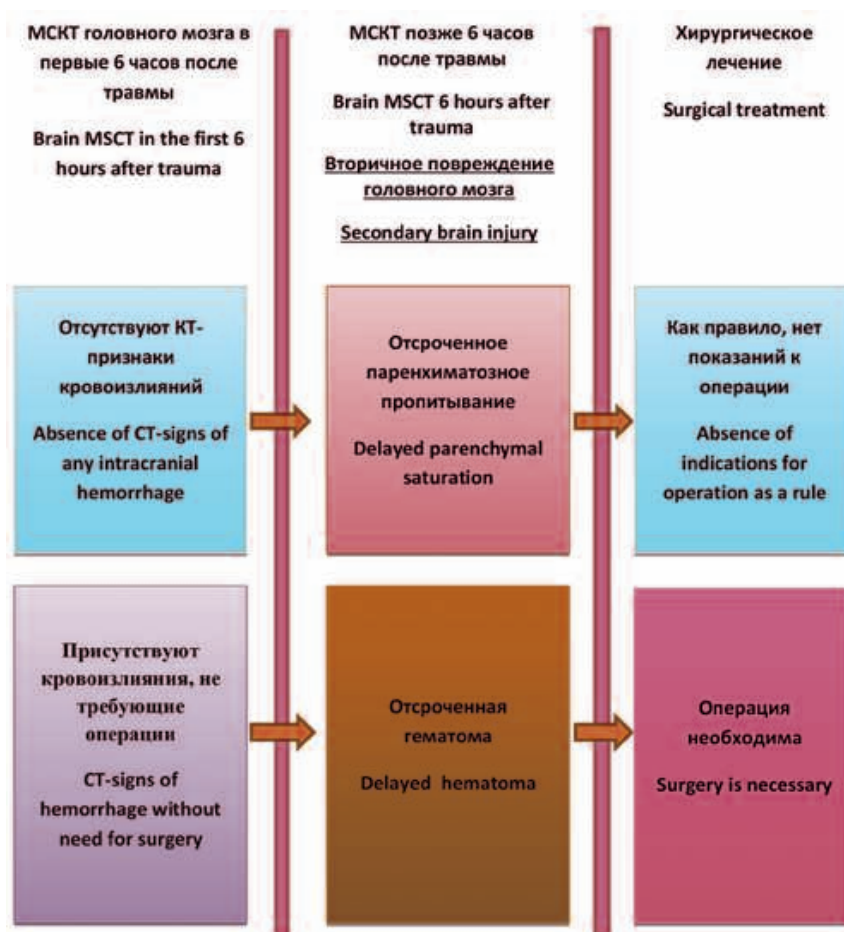 МСКТ головного мозга в
первые 6 часов после
травмы
Brain MSCT in the first 6
hours after trauma
МСКТ позже 6 часов
после травмы
Brain MSCT 6 hours after
trauma
Вторичное повреждение
головного мозга
Secondary brain injury
Хирургическое
лечение
Surgical treatment
Отсутствуют КТ-
признаки
кровоизлияний
Absence of CT-signs of
any intracranial
hemorrhage
Отсроченное
паренхиматозное
пропитывание
Delayed parenchymal
saturation
Как правило, нет
показаний к
операции
Absence of
indications for
operation as a rule
Присутствуют
кровоизлияния, не
требующие
операции
CT-signs of
hemorrhage without
need for surgery
Отсроченная
гематома
Delayed hematoma
Операция
необходима
Surgery is necessary